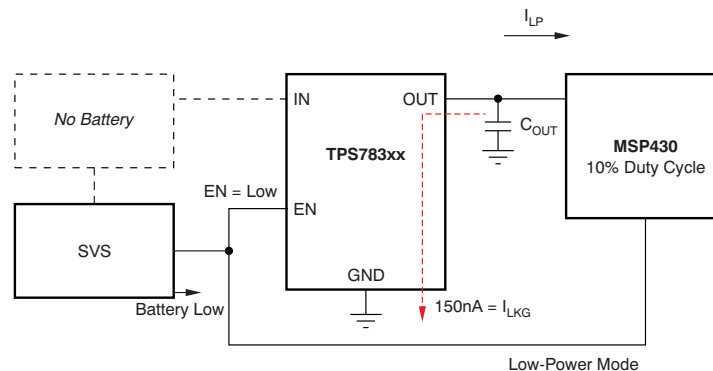 I_LP
No Battery
IN
OUT
C_OUT
MSP430
10% Duty Cycle
TPS783xx
EN = Low
EN
SVS
GND
Battery Low
150nA = I_LKG
Low-Power Mode